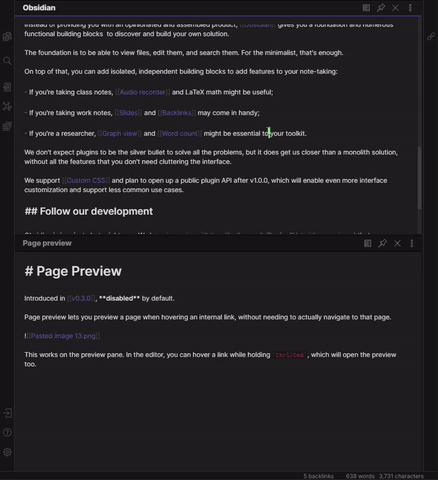 Obsidian
Instead of providing you with an opinionated and assembled product, [[Obsidian]] gives you a foundation and numerous
functional building blocks to discover and build your own solution.
The foundation is to be able to view files, edit them, and search them. For the minimalist, that's enough.
On top of that, you can add isolated, independent building blocks to add features to your note-taking:
- If you're taking class notes, [[Audio recorder]] and LaTeX math might be useful;
- If you're taking work notes, [[Slides]] and [[Backlinks]] may come in handy;
- If you're a researcher, [[Graph view]] and [[Word count]] might be essential to your toolkit.
We don't expect plugins to be the silver bullet to solve all the problems, but it does get us closer than a monolith solution,
without all the features that you don't need cluttering the interface.
We support [[Custom CSS]] and plan to open up a public plugin API after v1.0.0, which will enable even more interface
customization and support less common use cases.
## Follow our development
Page preview
# Page Preview
Introduced in [[v0.3.0]], **disabled** by default.
Page preview lets you preview a page when hovering an internal link, without needing to actually navigate to that page.
![[Pasted image 13.png]]
This works on the preview pane. In the editor, you can hover a link while holding `Ctrl/Cmd`, which will open the preview
too.
5 backlinks 638 words 3,731 characters